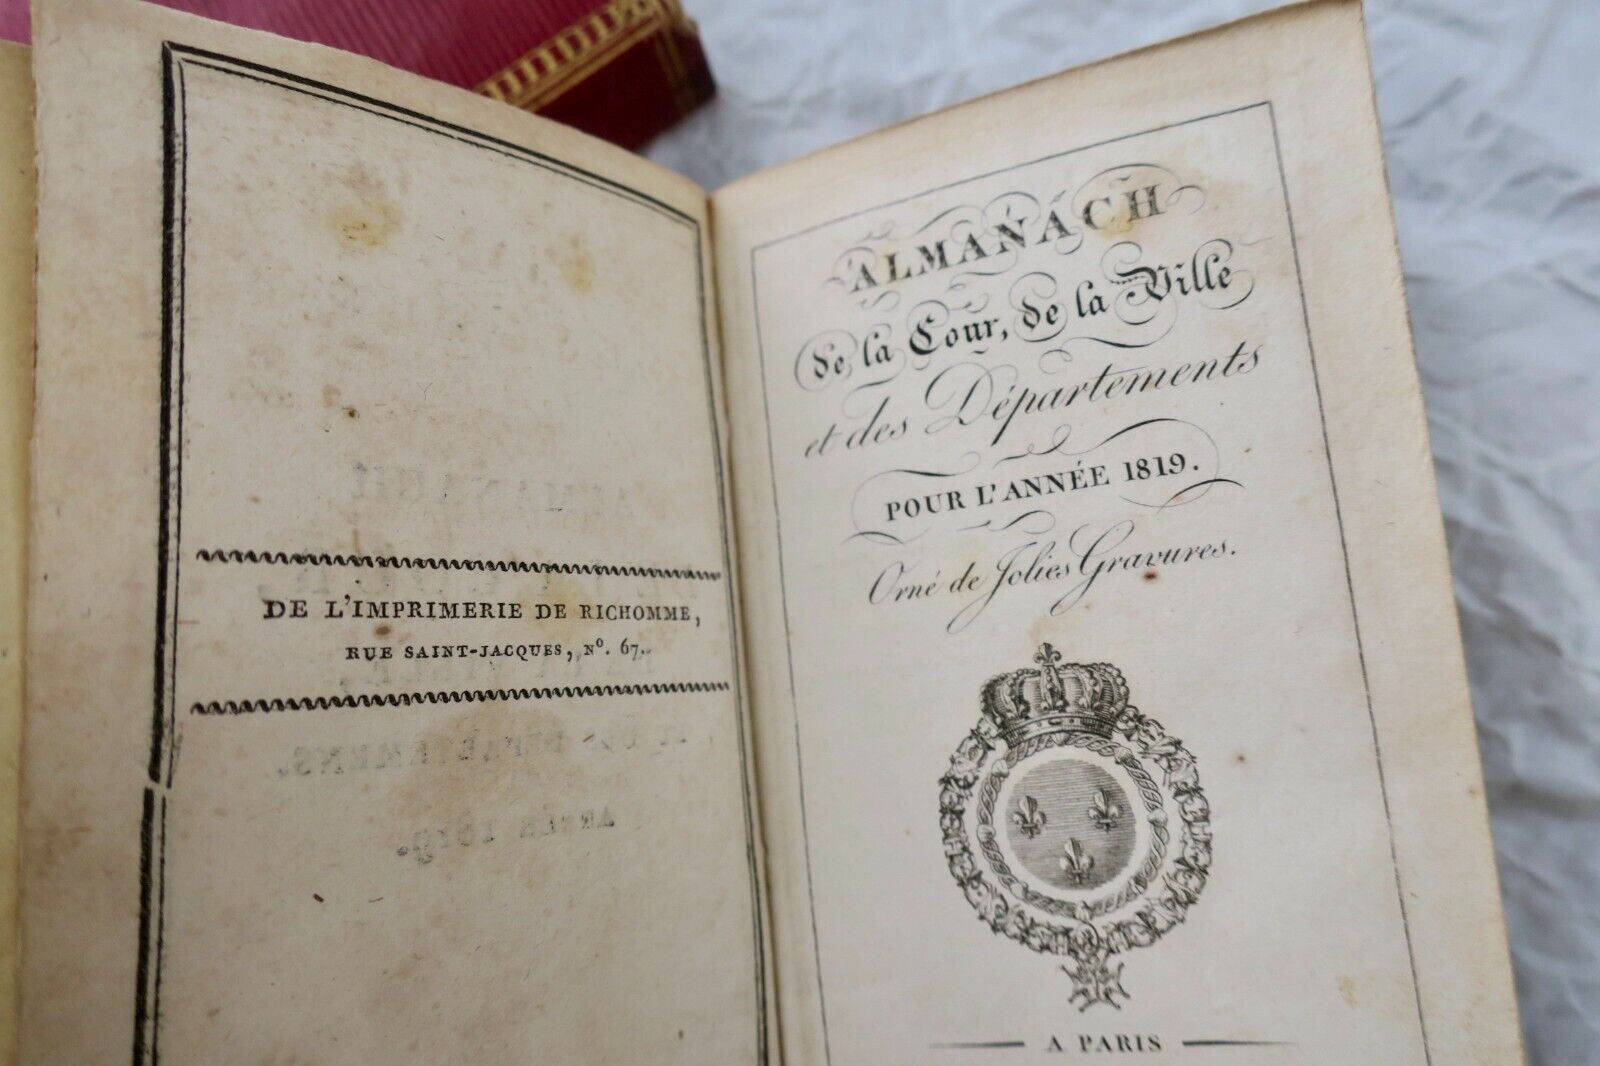 DE L'IMPRIMERIE DE RICHOMME,
RUE SAINT-JACQUES, Nº. 67.
ALMANACH
de la Cour, de la Ville
et des Départements
POUR L'ANNÉE 1819.
Orné de Jolies Gravures.
A PARIS